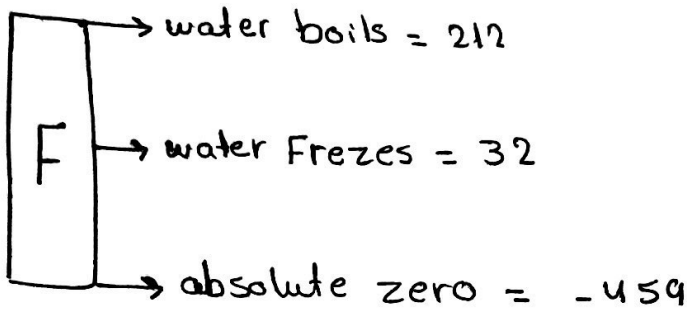 water boils = 212
F
water Frezes = 32
absolute zero = -459